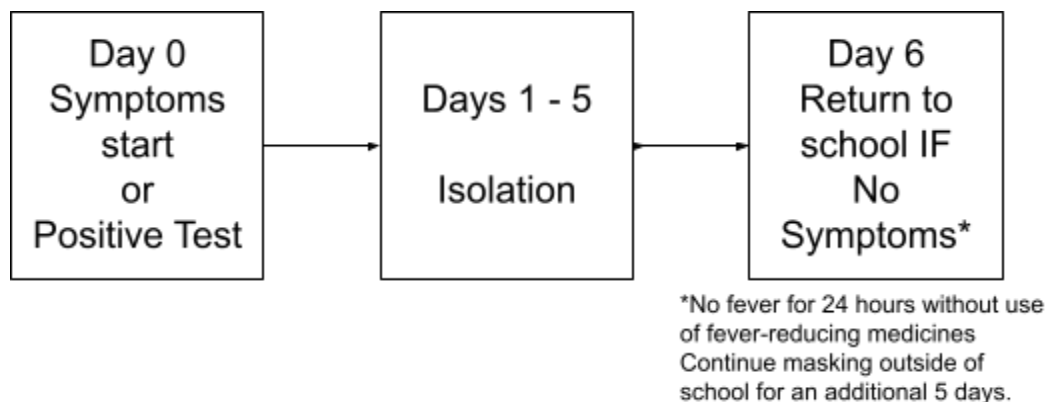 Day 0
Symptoms
start
or
Positive Test
Days 1 - 5
Isolation
Day 6
Return to
school IF
No
Symptoms*
*No fever for 24 hours without use
of fever-reducing medicines
Continue masking outside of
school for an additional 5 days.